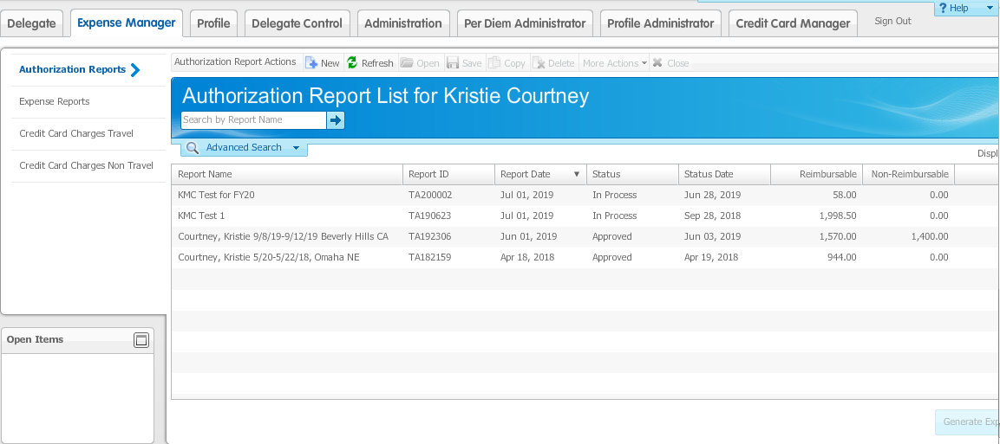 ? Help
Delegate Expense Manager Profile Delegate Control Administration Per Diem Administrator Profile Administrator Credit Card Manager Sign Out
Authorization Reports
Expense Reports
Credit Card Charges Travel
Credit Card Charges Non Travel
Open Items
Authorization Report Actions New Refresh Open Save Copy Delete More Actions Close
Authorization Report List for Kristie Courtney
Search by Report Name
Advanced Search
Displ
Report Name Report ID Report Date Status Status Date Reimbursable Non-Reimbursable
KMC Test for FY20 TA200002 Jul 01, 2019 In Process Jun 28, 2019 58.00 0.00
KMC Test 1 TA190623 Jul 01, 2019 In Process Sep 28, 2018 1,998.50 0.00
Courtney, Kristie 9/8/19-9/12/19 Beverly Hills CA TA192306 Jun 01, 2019 Approved Jun 03, 2019 1,570.00 1,400.00
Courtney, Kristie 5/20-5/22/18, Omaha NE TA182159 Apr 18, 2018 Approved Apr 19, 2018 944.00 0.00
Generate Exp